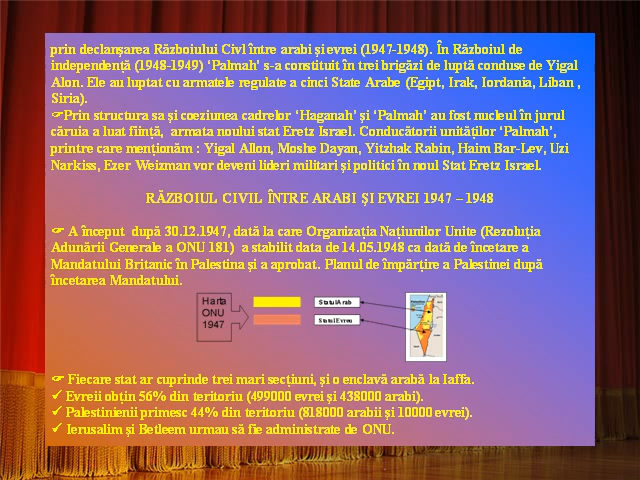 prin declanşarea Războiului Civl între arabi şi evrei (1947-1948). În Războiul de
independenţă (1948-1949) ‘Palmah’ s-a constituit în trei brigăzi de luptă conduse de Yigal
Alon. Ele au luptat cu armatele regulate a cinci State Arabe (Egipt, Irak, Iordania, Liban ,
Siria).
☞Prin structura sa şi coeziunea cadrelor ‘Haganah’ şi ‘Palmah’ au fost nucleul în jurul
căruia a luat fiinţă, armata noului stat Eretz Israel. Conducătorii unităţilor ‘Palmah’,
printre care menţionăm : Yigal Allon, Moshe Dayan, Yitzhak Rabin, Haim Bar-Lev, Uzi
Narkiss, Ezer Weizman vor deveni lideri militari şi politici în noul Stat Eretz Israel.
RĂZBOIUL CIVIL ÎNTRE ARABI ŞI EVREI 1947 – 1948
☞ A început după 30.12.1947, dată la care Organizaţia Naţiunilor Unite (Rezoluţia
Adunării Generale a ONU 181) a stabilit data de 14.05.1948 ca dată de încetare a
Mandatului Britanic în Palestina şi a aprobat. Planul de împărţire a Palestinei după
încetarea Mandatului.
Harta
ONU
1947
Statul Arab
Statul Evreu
☞ Fiecare stat ar cuprinde trei mari secţiuni, şi o enclavă arabă la Iaffa.
✓ Evreii obţin 56% din teritoriu (499000 evrei şi 438000 arabi).
✓ Palestinienii primesc 44% din teritoriu (818000 arabii şi 10000 evrei).
✓ Ierusalim şi Betleem urmau să fie administrate de ONU.